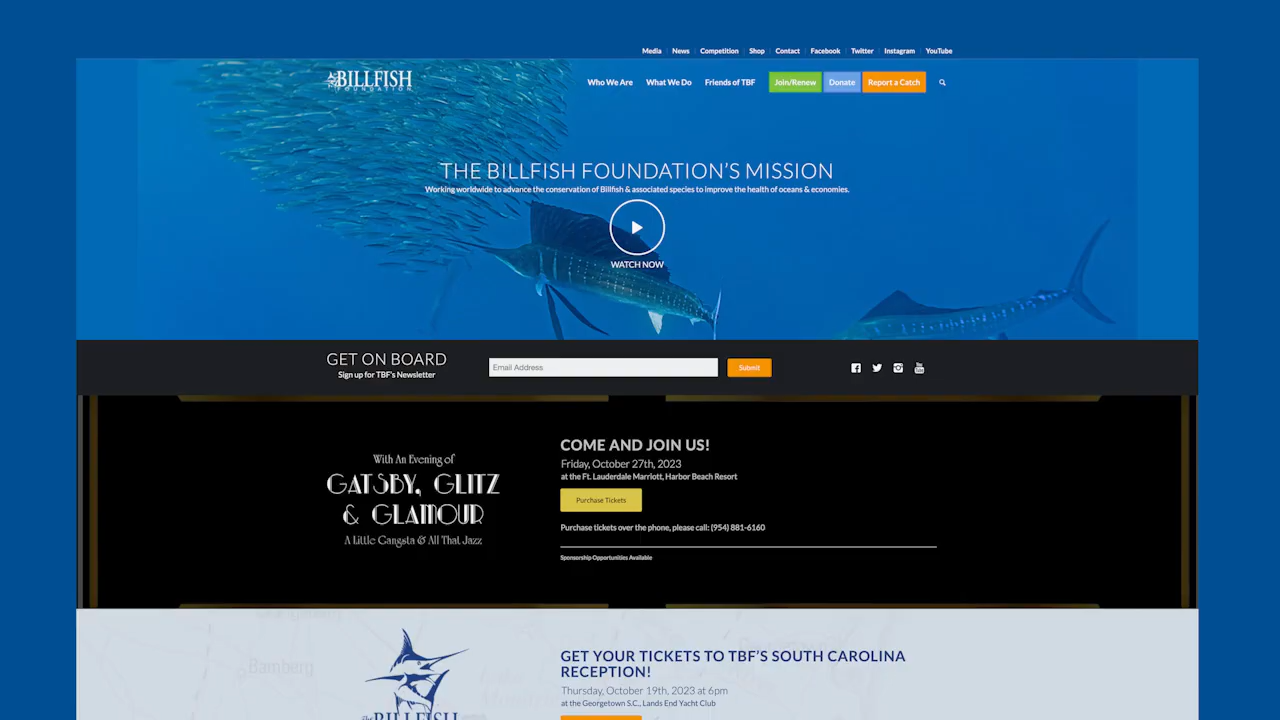 Media News Competition Shop Contact Facebook Twitter Instagram YouTube
BILLFISH
FOUNDATION
Who We Are What We Do Friends of TBF Join/Renew Donate Report a Catch
THE BILLFISH FOUNDATION'S MISSION
Working worldwide to advance the conservation of Billfish & associated species to improve the health of oceans & economies.
WATCH NOW
GET ON BOARD
Sign up for TBF's Newsletter
Email Address
Submit
You Tube
With An Evening of
GATSBY, GLITZ
& GLAMOUR
A Little Gangsta & All That Jazz
COME AND JOIN US!
Friday, October 27th, 2023
at the Ft. Lauderdale Marriott, Harbor Beach Resort
Purchase Tickets
Purchase tickets over the phone, please call: (954) 881-6160
Sponsorship Opportunities Available
Bamberg
The
BILLFISH
GET YOUR TICKETS TO TBF'S SOUTH CAROLINA
RECEPTION!
Thursday, October 19th, 2023 at 6pm
at the Georgetown S.C., Lands End Yacht Club